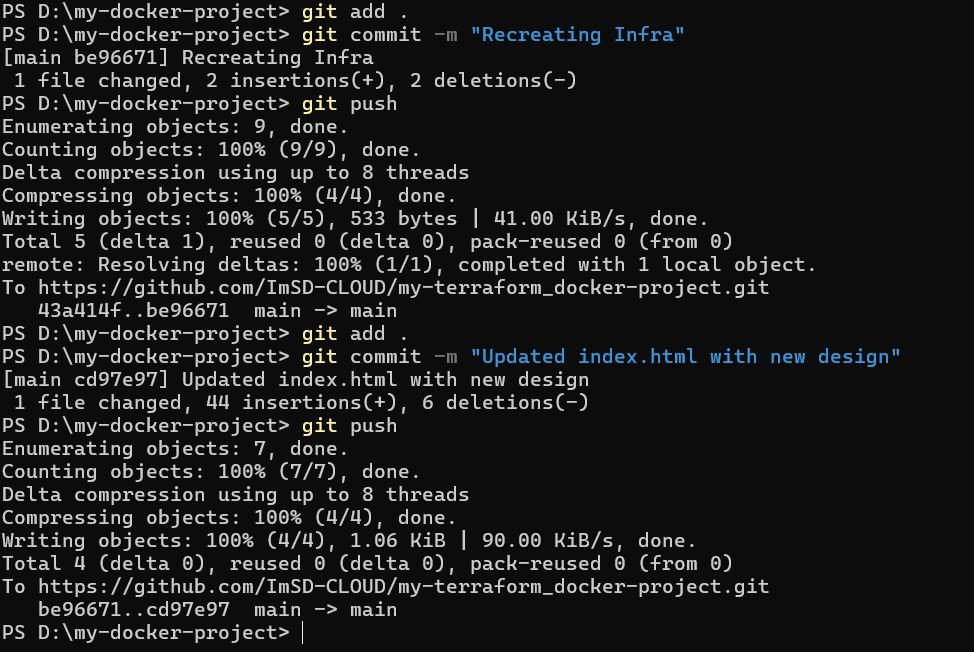 PS D:\my-docker-project> git add .
PS D:\my-docker-project> git commit -m "Recreating Infra"
[main be96671] Recreating Infra
 1 file changed, 2 insertions(+), 2 deletions(-)
PS D:\my-docker-project> git push
Enumerating objects: 9, done.
Counting objects: 100% (9/9), done.
Delta compression using up to 8 threads
Compressing objects: 100% (4/4), done.
Writing objects: 100% (5/5), 533 bytes | 41.00 KiB/s, done.
Total 5 (delta 1), reused 0 (delta 0), pack-reused 0 (from 0)
remote: Resolving deltas: 100% (1/1), completed with 1 local object.
To https://github.com/ImSD-CLOUD/my-terraform_docker-project.git
   43a414f..be96671  main -> main
PS D:\my-docker-project> git add .
PS D:\my-docker-project> git commit -m "Updated index.html with new design"
[main cd97e97] Updated index.html with new design
 1 file changed, 44 insertions(+), 6 deletions(-)
PS D:\my-docker-project> git push
Enumerating objects: 7, done.
Counting objects: 100% (7/7), done.
Delta compression using up to 8 threads
Compressing objects: 100% (4/4), done.
Writing objects: 100% (4/4), 1.06 KiB | 90.00 KiB/s, done.
Total 4 (delta 0), reused 0 (delta 0), pack-reused 0 (from 0)
To https://github.com/ImSD-CLOUD/my-terraform_docker-project.git
   be96671..cd97e97  main -> main
PS D:\my-docker-project>